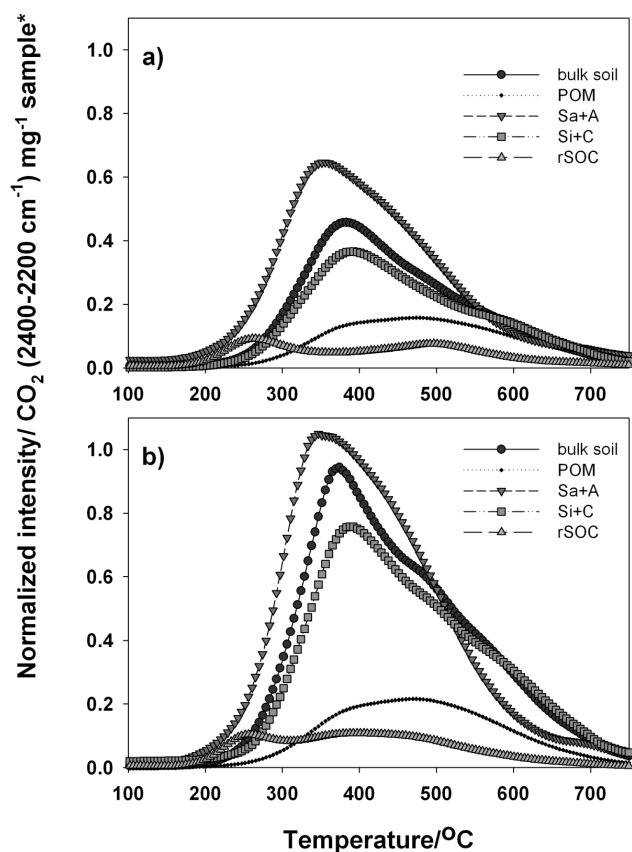 Normalized intensity/ CO2 (2400-2200 cm-1) mg-1 sample*
1.0
a)
bulk soil
POM
Sa+A
Si+C
rSOC
0.8
0.6
0.4
0.2
0.0
100 200 300 400 500 600 700
1.0
b)
bulk soil
POM
Sa+A
Si+C
rSOC
0.8
0.6
0.4
0.2
0.0
100 200 300 400 500 600 700
Temperature/OC